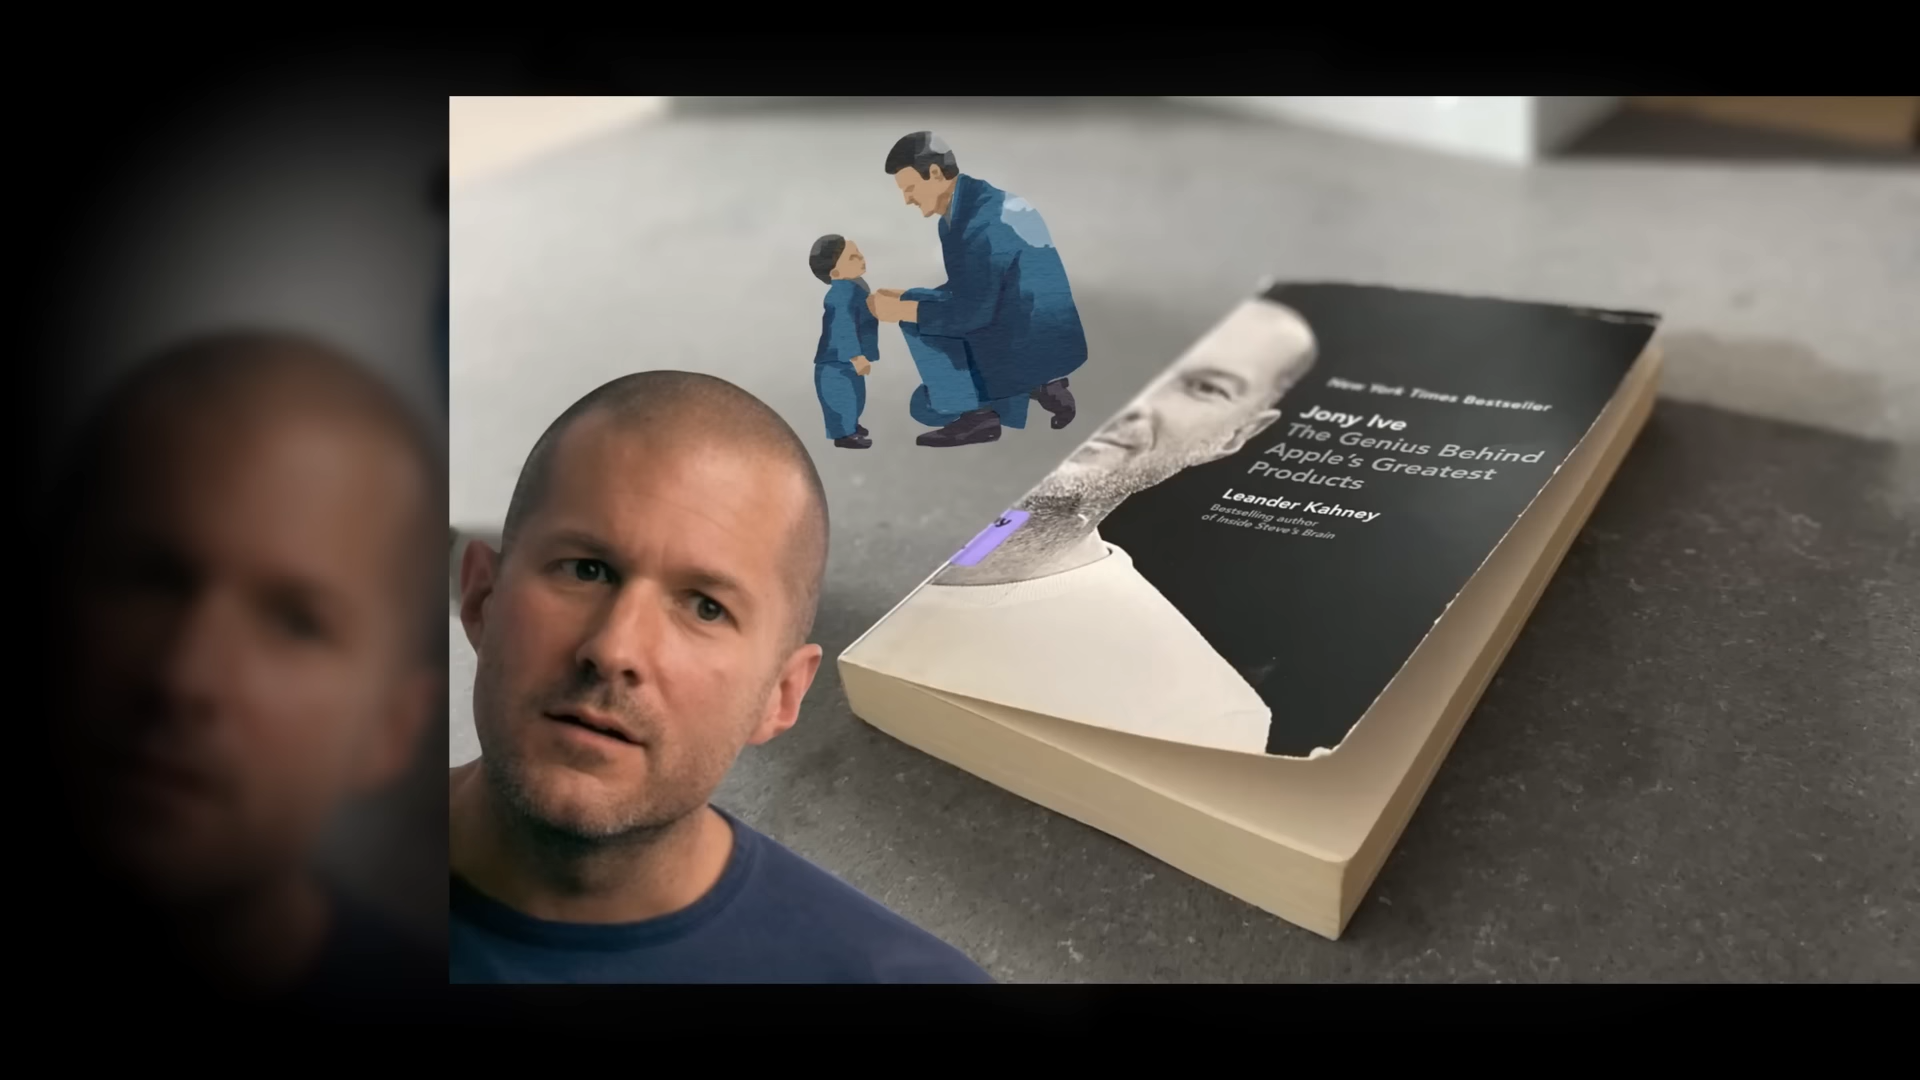 New York Times Bestseller
Jony Ive
The Genius Behind
Apple's Greatest
Products
Leander Kahney
Bestselling author
of Inside Steve's Brain